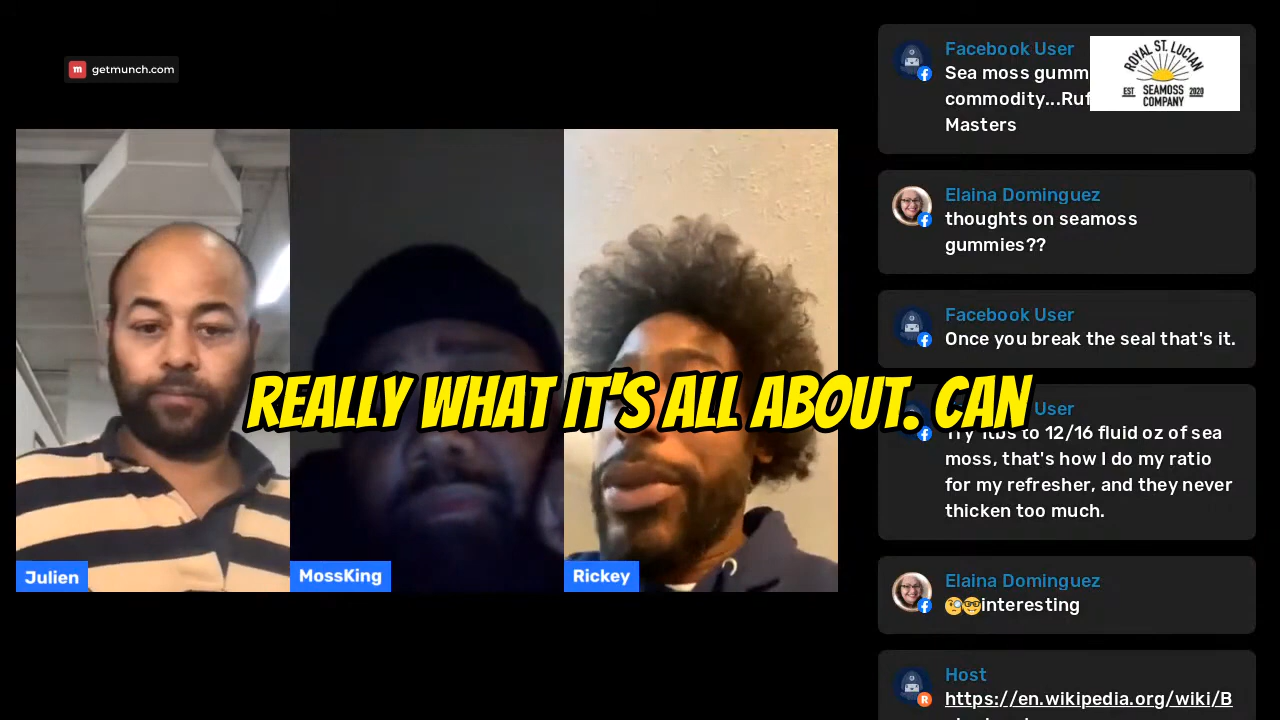 getmunch.com
REALLY WHAT IT'S ALL ABOUT. CAN
Julien
MossKing
Rickey
Facebook User
Sea moss
commodity...
Masters
ROYAL ST. LUCIAN
EST SEAMOSS 2020
COMPANY
Elaina Dominguez
thoughts on seamoss
gummies??
Facebook User
Once you break the seal that's it.
User
Try 1tbs to 12/16 fluid oz of sea
moss, that's how I do my ratio
for my refresher, and they never
thicken too much.
Elaina Dominguez
interesting
Host
https://en.wikipedia.org/wiki/B